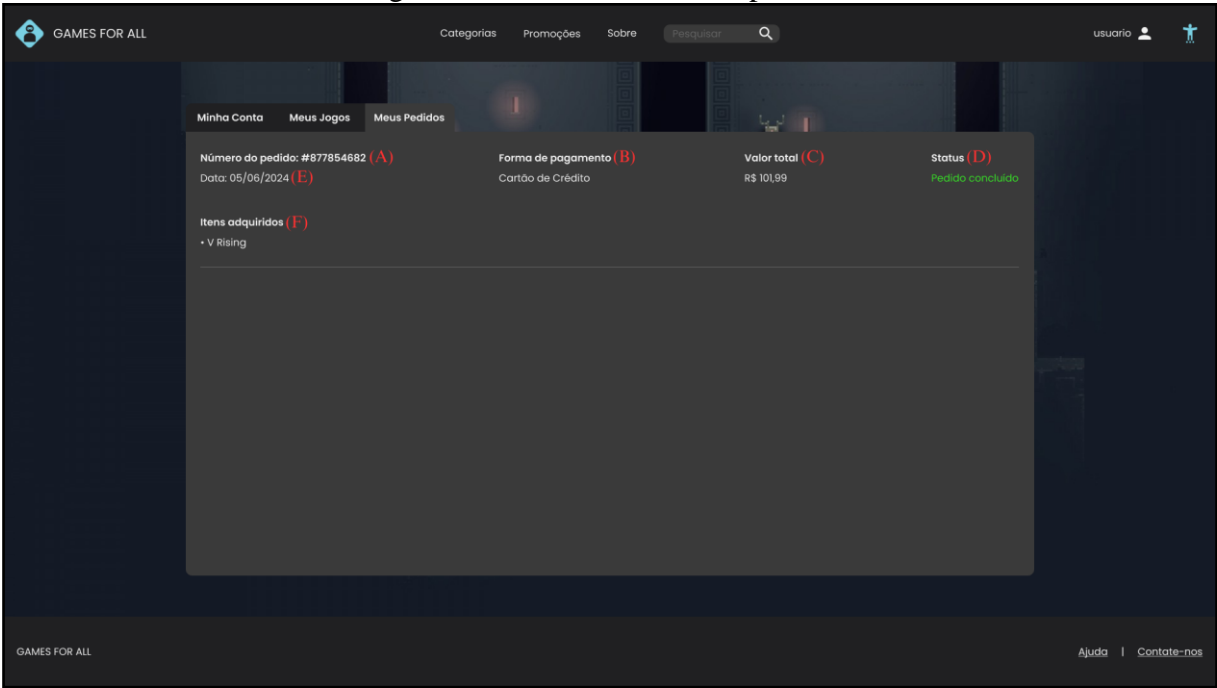 GAMES FOR ALL
Categorias Promoções Sobre Pesquisar usuario
Minha Conta Meus Jogos Meus Pedidos
Número do pedido: #877854682 (A) Forma de pagamento (B) Valor total (C) Status (D)
Data: 05/06/2024 (E) Cartão de Crédito R$ 101,99 Pedido concluído
Itens adquiridos (F)
• V Rising
GAMES FOR ALL Ajuda | Contate-nos